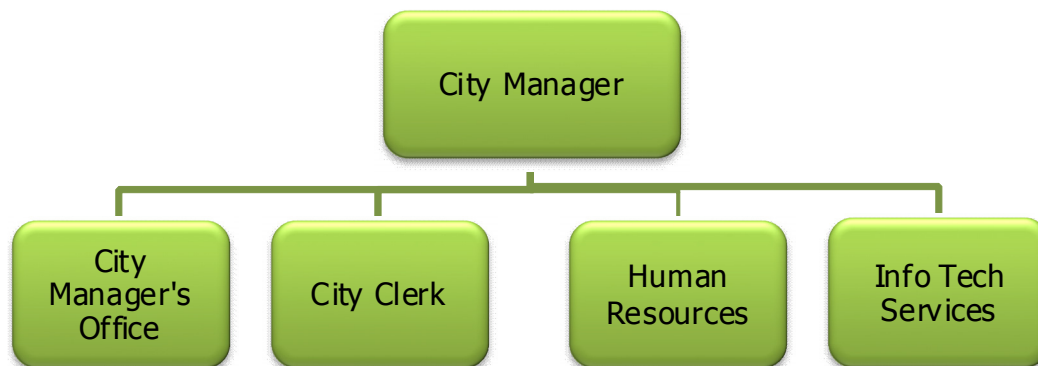 City Manager
City
Manager's
Office
City Clerk
Human
Resources
Info Tech
Services